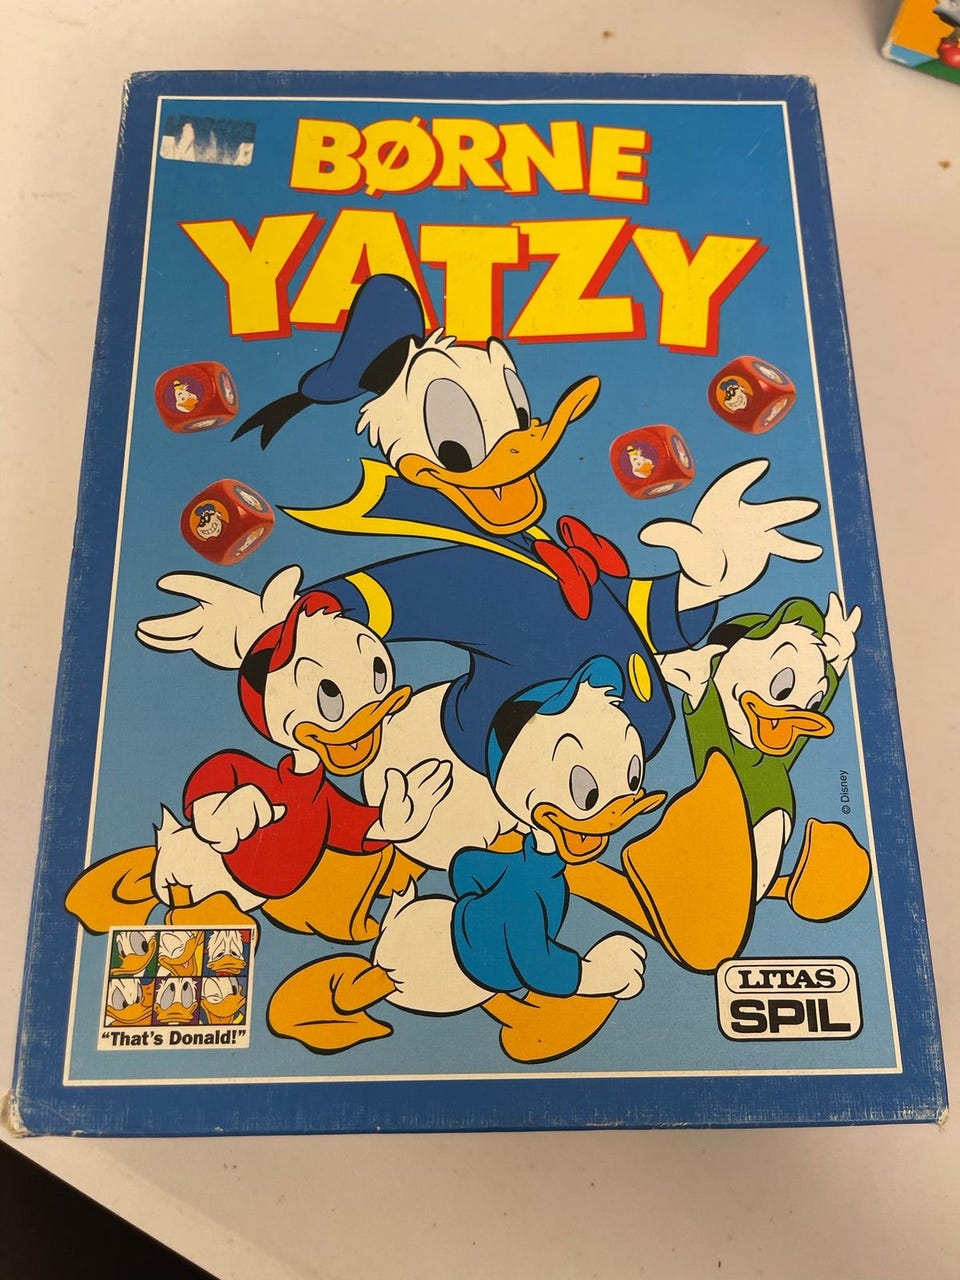 BØRNE
YATZY
© Disney
"That's Donald!"
LITAS
SPIL